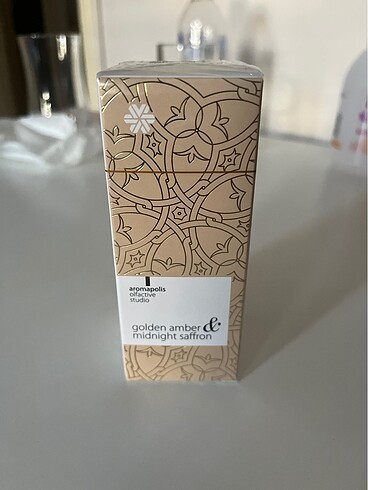 aromapolis
olfactive
studio
golden amber &
midnight saffron